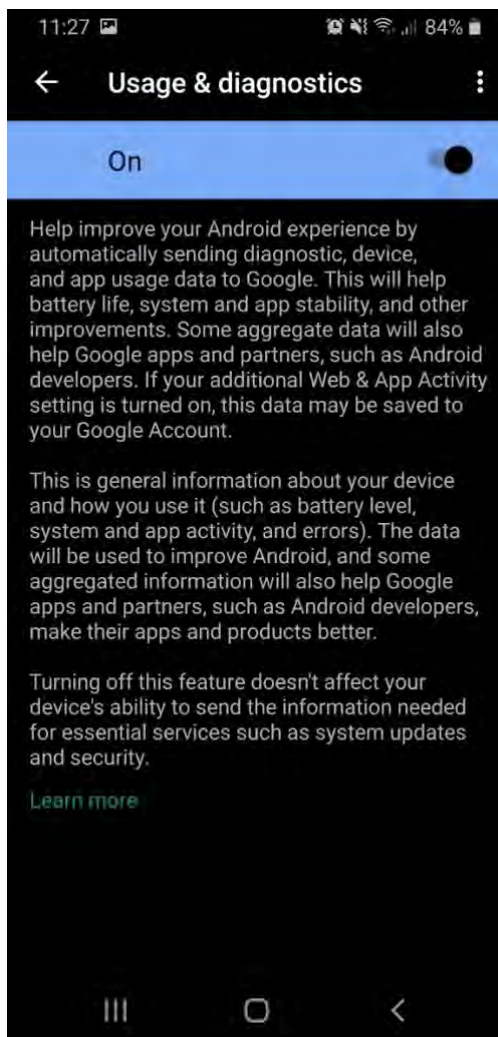 11:27 84%
Usage & diagnostics
On
Help improve your Android experience by
automatically sending diagnostic, device,
and app usage data to Google. This will help
battery life, system and app stability, and other
improvements. Some aggregate data will also
help Google apps and partners, such as Android
developers. If your additional Web & App Activity
setting is turned on, this data may be saved to
your Google Account.
This is general information about your device
and how you use it (such as battery level,
system and app activity, and errors). The data
will be used to improve Android, and some
aggregated information will also help Google
apps and partners, such as Android developers,
make their apps and products better.
Turning off this feature doesn't affect your
device's ability to send the information needed
for essential services such as system updates
and security.
Learn more